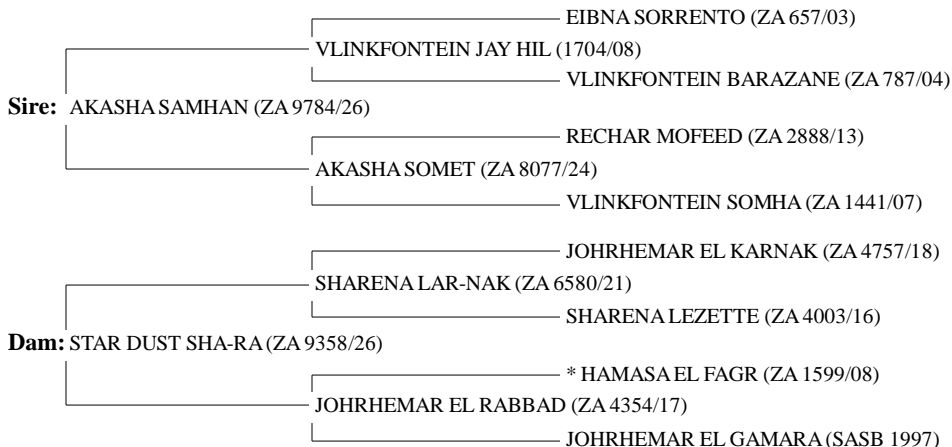 EIBNA SORRENTO (ZA 657/03)
VLINKFONTEIN JAY HIL (1704/08)
VLINKFONTEIN BARAZANE (ZA 787/04)
Sire: AKASHA SAMHAN (ZA 9784/26)
RECHAR MOFEED (ZA 2888/13)
AKASHA SOMET (ZA 8077/24)
VLINKFONTEIN SOMHA (ZA 1441/07)
JOHRHEMAR EL KARNAK (ZA 4757/18)
SHARENA LAR-NAK (ZA 6580/21)
SHARENA LEZETTE (ZA 4003/16)
Dam: STAR DUST SHA-RA (ZA 9358/26)
* HAMASA EL FAGR (ZA 1599/08)
JOHRHEMAR EL RABBAD (ZA 4354/17)
JOHRHEMAR EL GAMARA (SASB 1997)